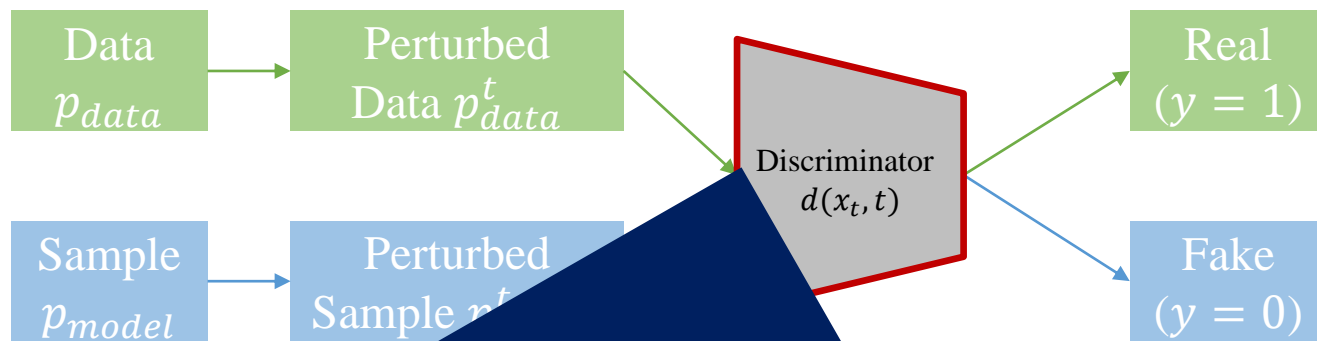 Data
p_data
Perturbed
Data p^t_data
Discriminator
d(x_t, t)
Real
(y = 1)
Sample
p_model
Perturbed
Sample
Fake
(y = 0)